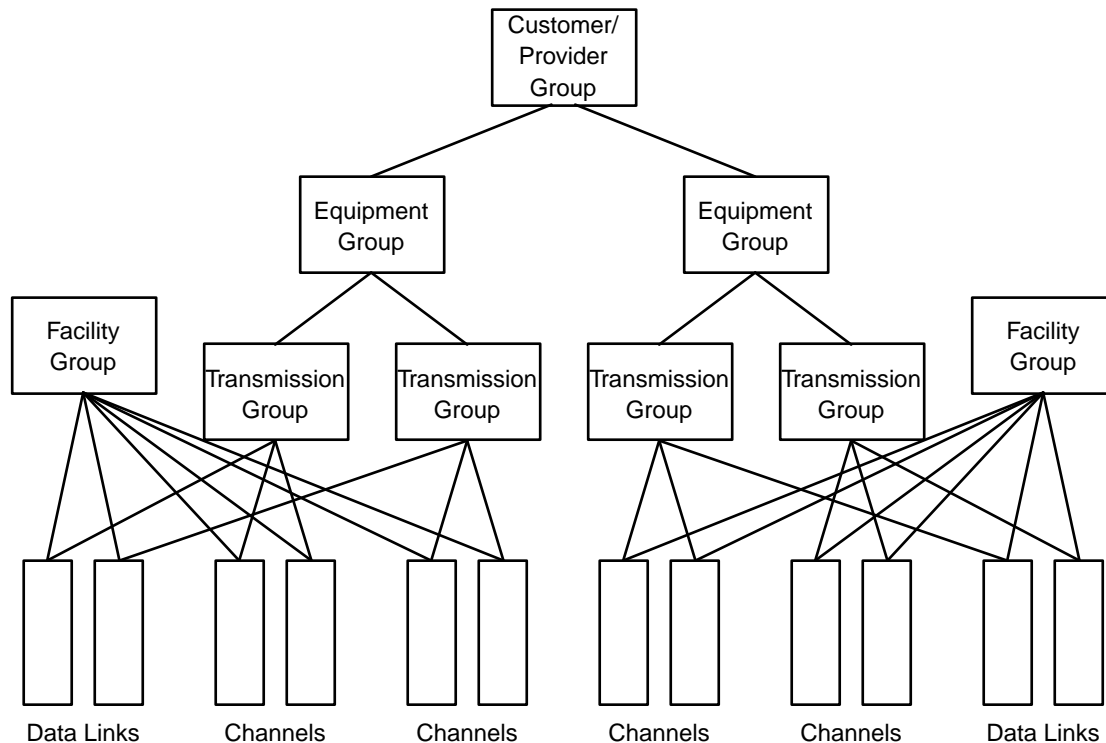 Customer/
Provider
Group
Equipment
Group
Equipment
Group
Facility
Group
Transmission
Group
Transmission
Group
Transmission
Group
Transmission
Group
Facility
Group
Data Links
Channels
Channels
Channels
Channels
Data Links